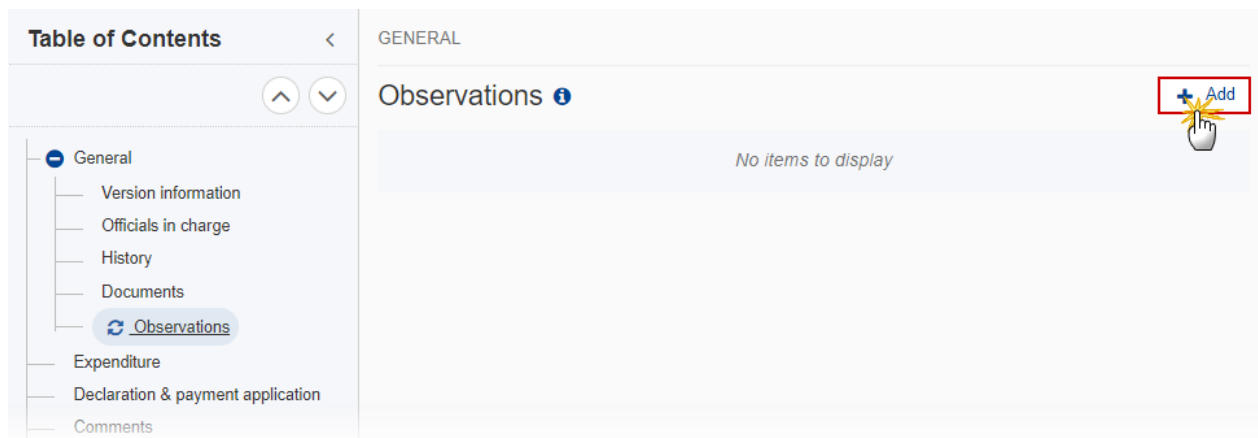 Table of Contents
General
Version information
Officials in charge
History
Documents
Observations
Expenditure
Declaration & payment application
Comments
GENERAL
Observations
Add
No items to display